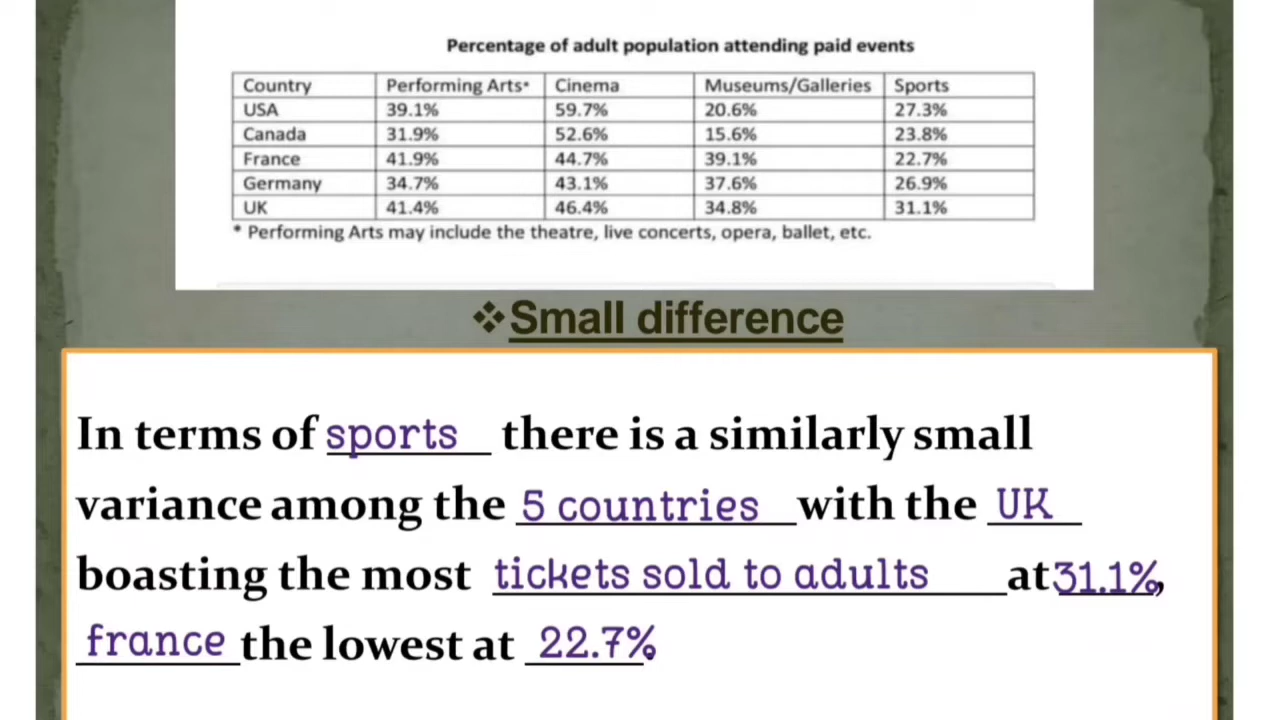 Percentage of adult population attending paid events
Country Performing Arts* Cinema Museums/Galleries Sports
USA 39.1% 59.7% 20.6% 27.3%
Canada 31.9% 52.6% 15.6% 23.8%
France 41.9% 44.7% 39.1% 22.7%
Germany 34.7% 43.1% 37.6% 26.9%
UK 41.4% 46.4% 34.8% 31.1%
* Performing Arts may include the theatre, live concerts, opera, ballet, etc.
❖Small difference
In terms of sports there is a similarly small
variance among the 5 countries with the UK
boasting the most tickets sold to adults at 31.1%,
france the lowest at 22.7%.